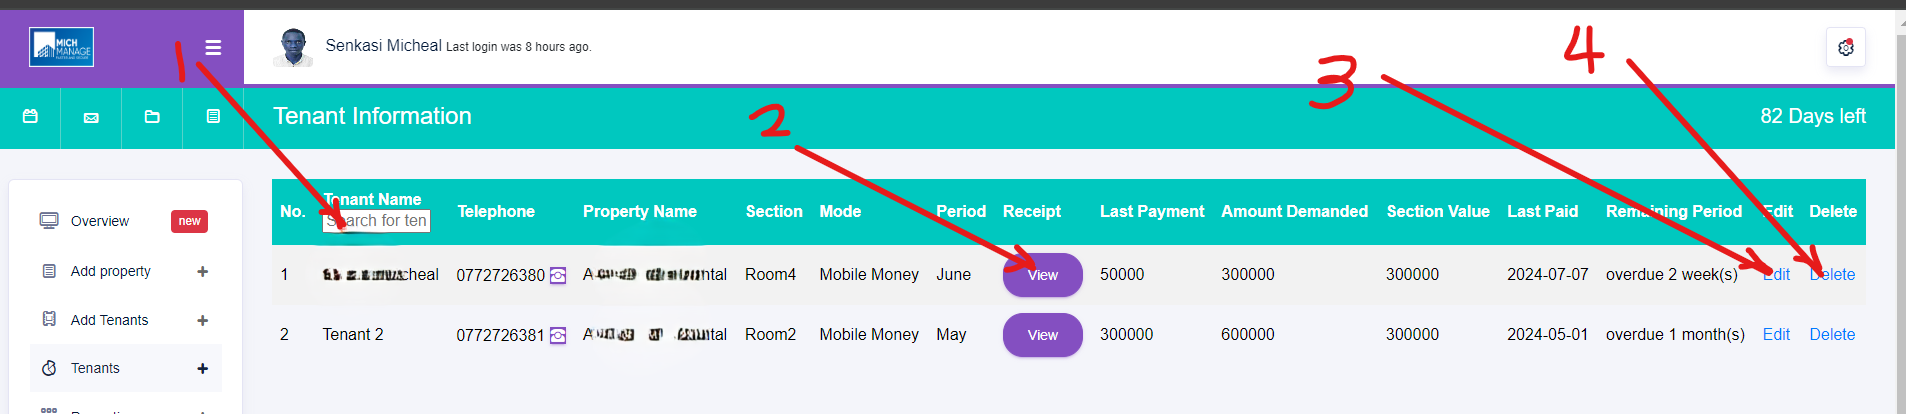 MICH
MANAGE
Senkasi Micheal Last login was 8 hours ago.
1
2
3
4
Tenant Information
82 Days left
Overview new
Add property +
Add Tenants +
Tenants +
No. Tenant Name Telephone Property Name Section Mode Period Receipt Last Payment Amount Demanded Section Value Last Paid Remaining Period Edit Delete
Search for ten
1 cheal 0772726380 ntal Room4 Mobile Money June View 50000 300000 300000 2024-07-07 overdue 2 week(s) Edit Delete
2 Tenant 2 0772726381 ntal Room2 Mobile Money May View 300000 600000 300000 2024-05-01 overdue 1 month(s) Edit Delete